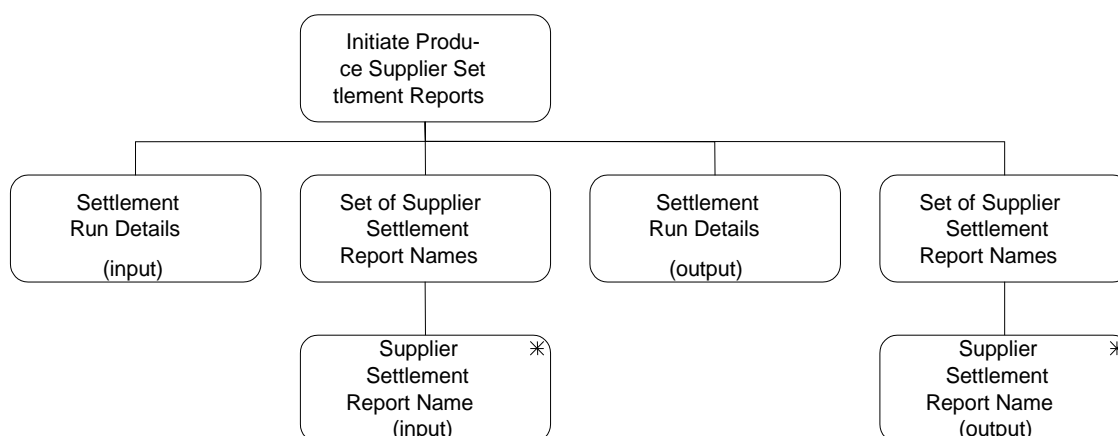 Initiate Produ-
ce Supplier Set
tlement Reports
Settlement
Run Details
(input)
Set of Supplier
Settlement
Report Names
Settlement
Run Details
(output)
Set of Supplier
Settlement
Report Names
Supplier
Settlement
Report Name
(input)
Supplier
Settlement
Report Name
(output)